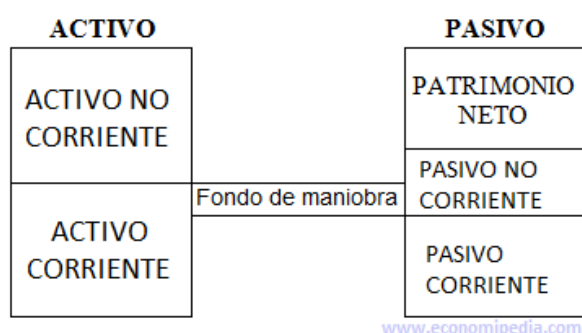 ACTIVO
PASIVO
ACTIVO NO
CORRIENTE
ACTIVO
CORRIENTE
Fondo de maniobra
PATRIMONIO
NETO
PASIVO NO
CORRIENTE
PASIVO
CORRIENTE
www.economipedia.com